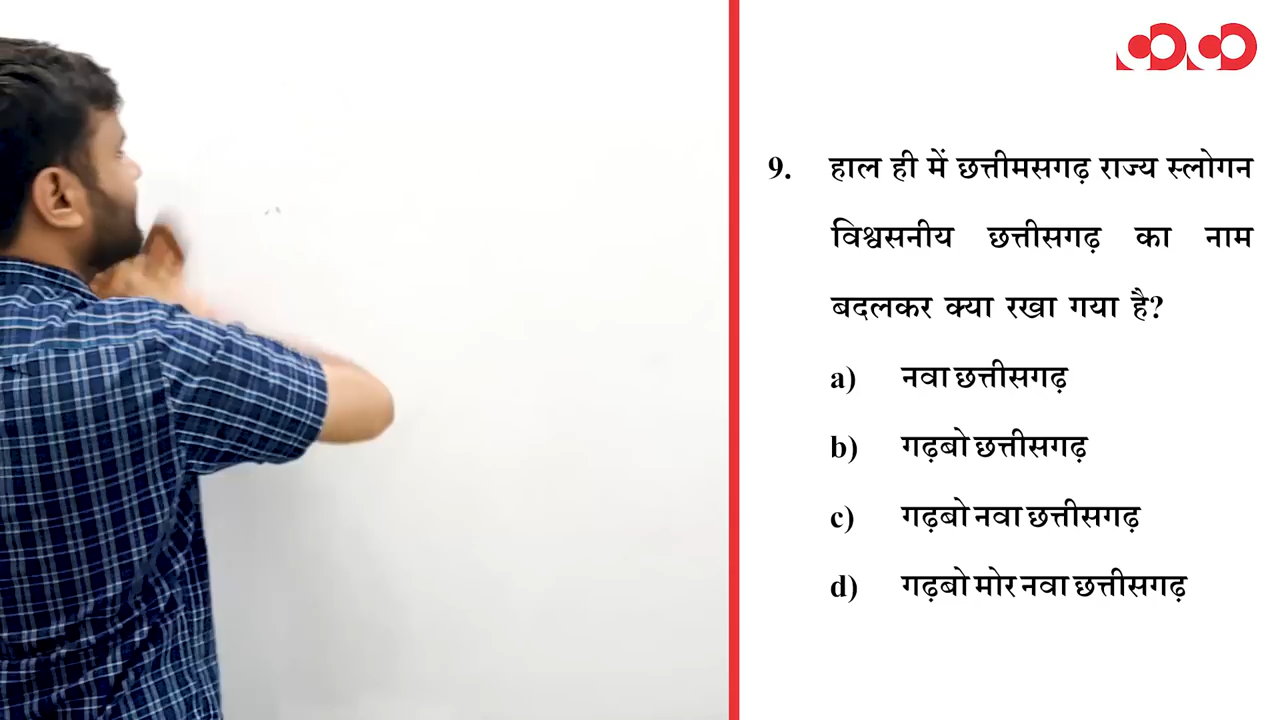 9. हाल ही में छत्तीमसगढ़ राज्य स्लोगन
विश्वसनीय छत्तीसगढ़ का नाम
बदलकर क्या रखा गया है?
a) नवा छत्तीसगढ़
b) गढ़बो छत्तीसगढ़
c) गढ़बो नवा छत्तीसगढ़
d) गढ़बो मोर नवा छत्तीसगढ़